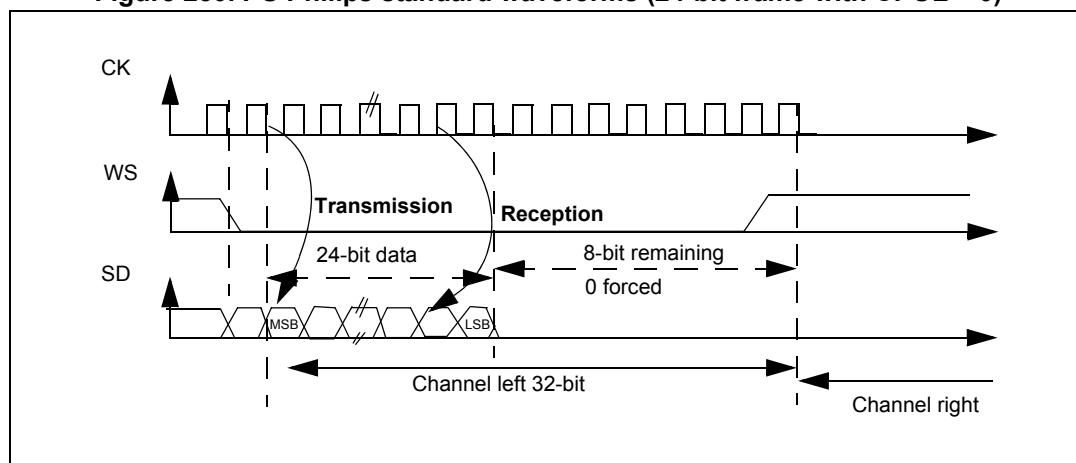 CK
WS
Transmission
Reception
24-bit data
8-bit remaining
0 forced
SD
MSB
LSB
Channel left 32-bit
Channel right